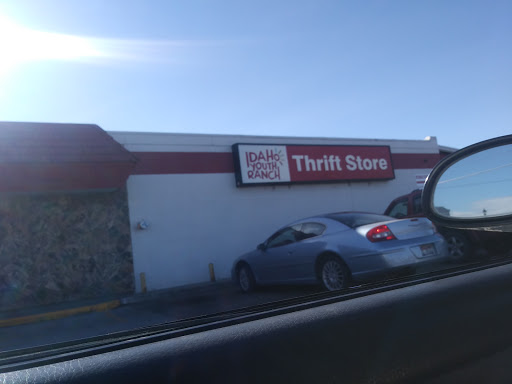 IDAHO
YOUTH
RANCH
Thrift Store